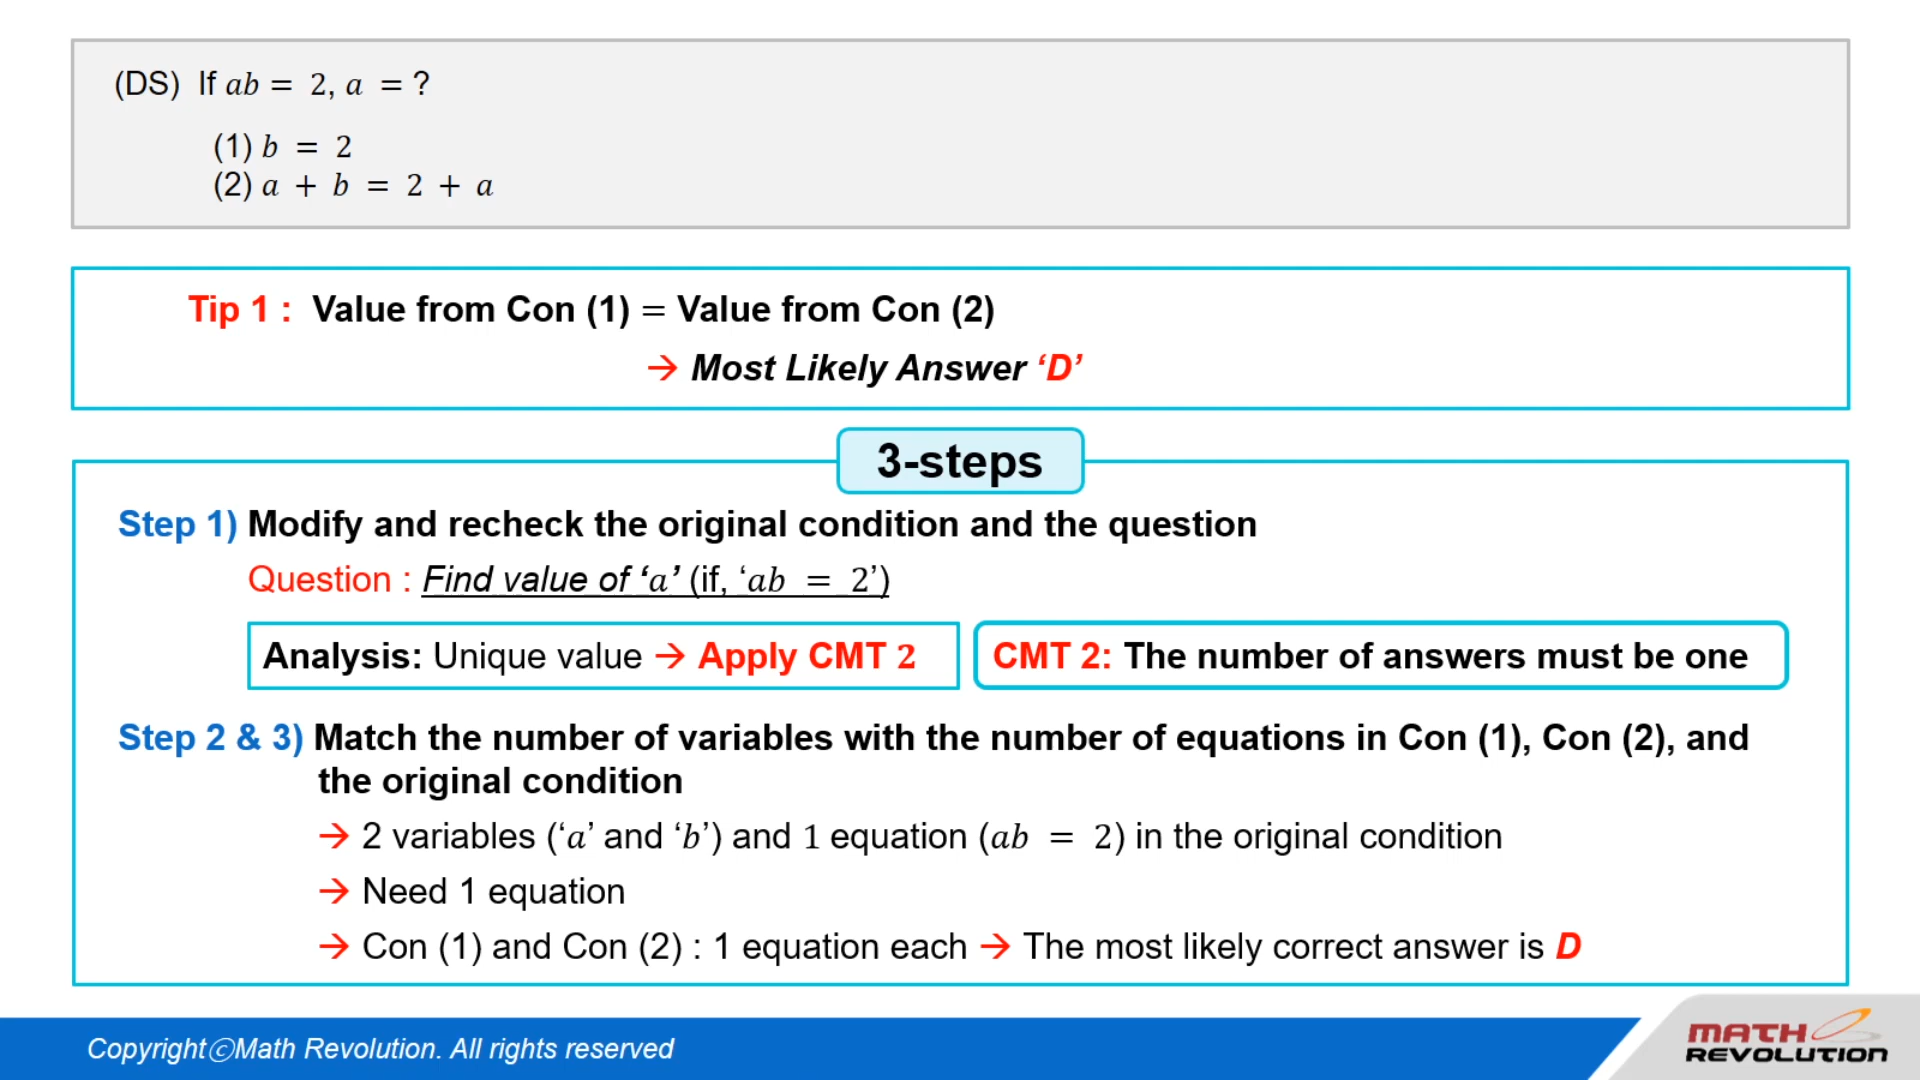 (DS) If ab = 2, a = ?
(1) b = 2
(2) a + b = 2 + a
Tip 1 : Value from Con (1) = Value from Con (2)
→ Most Likely Answer ‘D’
3-steps
Step 1) Modify and recheck the original condition and the question
Question : Find value of ‘a’ (if, ‘ab = 2’)
Analysis: Unique value → Apply CMT 2
CMT 2: The number of answers must be one
Step 2 & 3) Match the number of variables with the number of equations in Con (1), Con (2), and
the original condition
→ 2 variables (‘a’ and ‘b’) and 1 equation (ab = 2) in the original condition
→ Need 1 equation
→ Con (1) and Con (2) : 1 equation each → The most likely correct answer is D
CopyrightⓒMath Revolution. All rights reserved
MATH
REVOLUTION